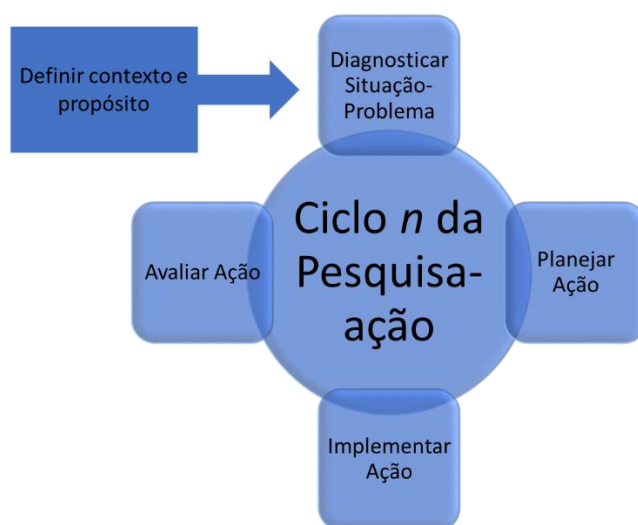 Definir contexto e
propósito
Diagnosticar
Situação-
Problema
Ciclo n da
Pesquisa-
ação
Avaliar Ação
Planejar
Ação
Implementar
Ação